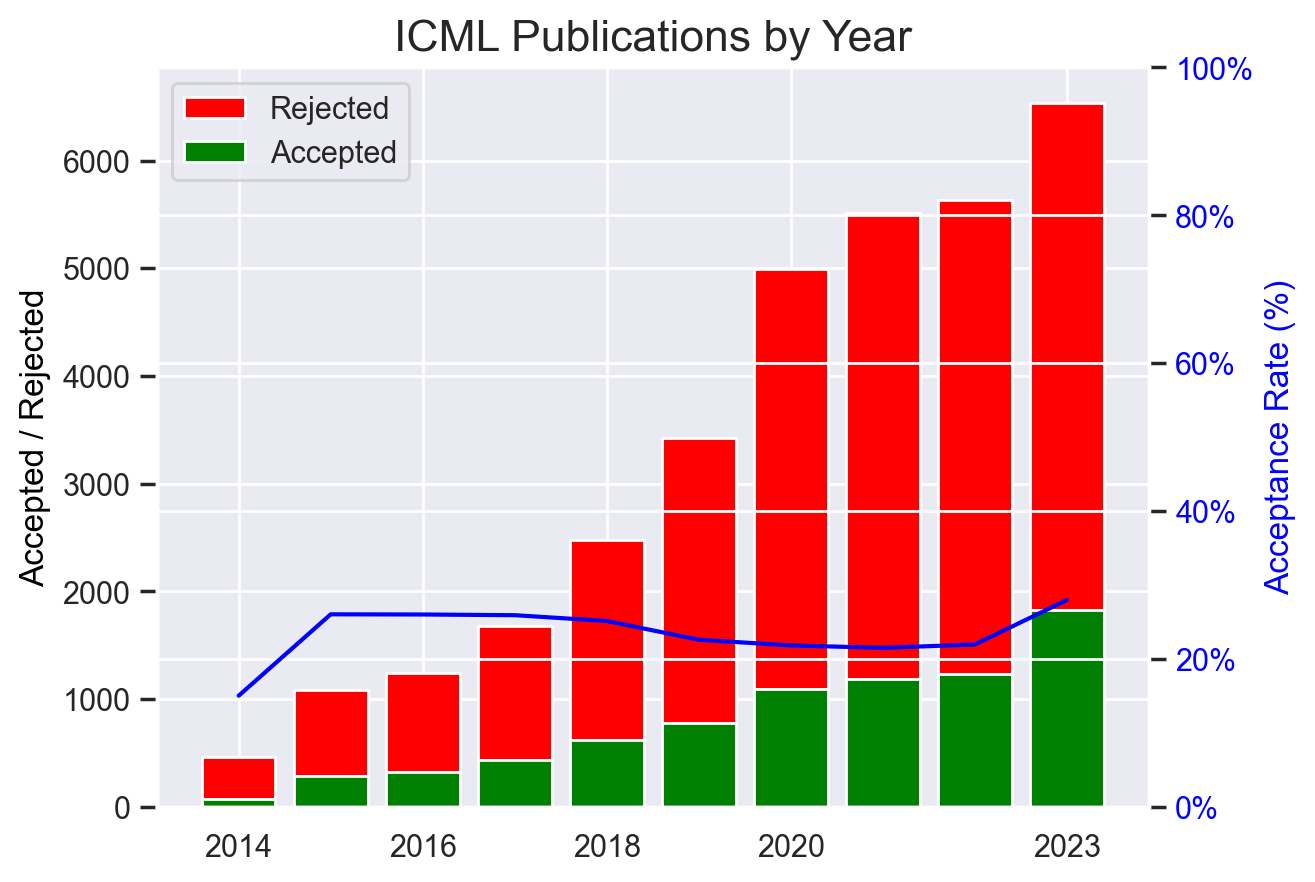 ICML Publications by Year
Rejected
Accepted
Accepted / Rejected
6000
5000
4000
3000
2000
1000
0
100%
80%
60%
40%
20%
0%
Acceptance Rate (%)
2014 2016 2018 2020 2023